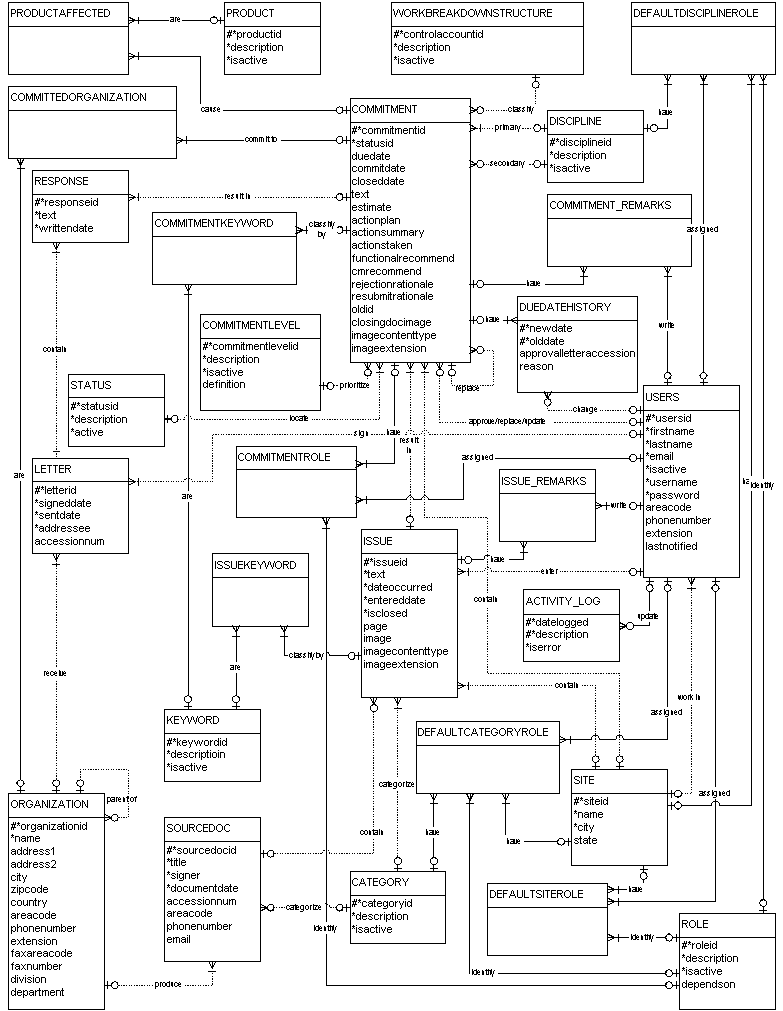 PRODUCTAFFECTED
are
PRODUCT
#*productid
*description
*isactive
WORKBREAKDOWNSTRUCTURE
#*controlaccountid
*description
*isactive
DEFAULTDISCIPLINEROLE
COMMITTEDORGANIZATION
cause
commit to
COMMITMENT
#*commitmentid
*statusid
duedate
commitdate
closeddate
text
estimate
actionplan
actionsummary
actionstaken
functionalrecommend
cmrecommend
rejectionrationale
resubmitrationale
oldid
closingdocimage
imagecontenttype
imageextension
classify
primary
secondary
DISCIPLINE
#*disciplineid
*description
*isactive
have
RESPONSE
#*responseid
*text
*writtendate
result in
COMMITMENTKEYWORD
classify
by
COMMITMENT_REMARKS
assigned
have
write
COMMITMENTLEVEL
#*commitmentlevelid
*description
*isactive
definition
prioritize
have
DUEDATEHISTORY
#*newdate
#*olddate
approvalletteraccession
reason
change
contain
STATUS
#*statusid
*description
*active
locate
replace
approve/replace/update
USERS
#*usersid
*firstname
*lastname
*email
*isactive
*username
*password
areacode
phonenumber
extension
lastnotified
sign
have
result
in
COMMITMENTROLE
assigned
identify
LETTER
#*letterid
*signeddate
*sentdate
*addressee
accessionnum
are
are
ISSUE_REMARKS
write
have
enter
ISSUE
#*issueid
*text
*dateoccurred
*entereddate
*isclosed
page
image
imagecontenttype
imageextension
ISSUEKEYWORD
classify by
are
contain
ACTIVITY_LOG
#*datelogged
#*description
*iserror
update
receive
contain
work in
assigned
KEYWORD
#*keywordid
*descriptioin
*isactive
DEFAULTCATEGORYROLE
SITE
#*siteid
*name
*city
state
assigned
categorize
parent of
ORGANIZATION
#*organizationid
*name
address1
address2
city
zipcode
country
areacode
phonenumber
extension
faxareacode
faxnumber
division
department
SOURCEDOC
#*sourcedocid
*title
*signer
*documentdate
accessionnum
areacode
phonenumber
email
contain
have
have
categorize
CATEGORY
#*categoryid
*description
*isactive
identify
DEFAULTSITEROLE
have
identify
ROLE
#*roleid
*description
*isactive
dependson
identify
produce